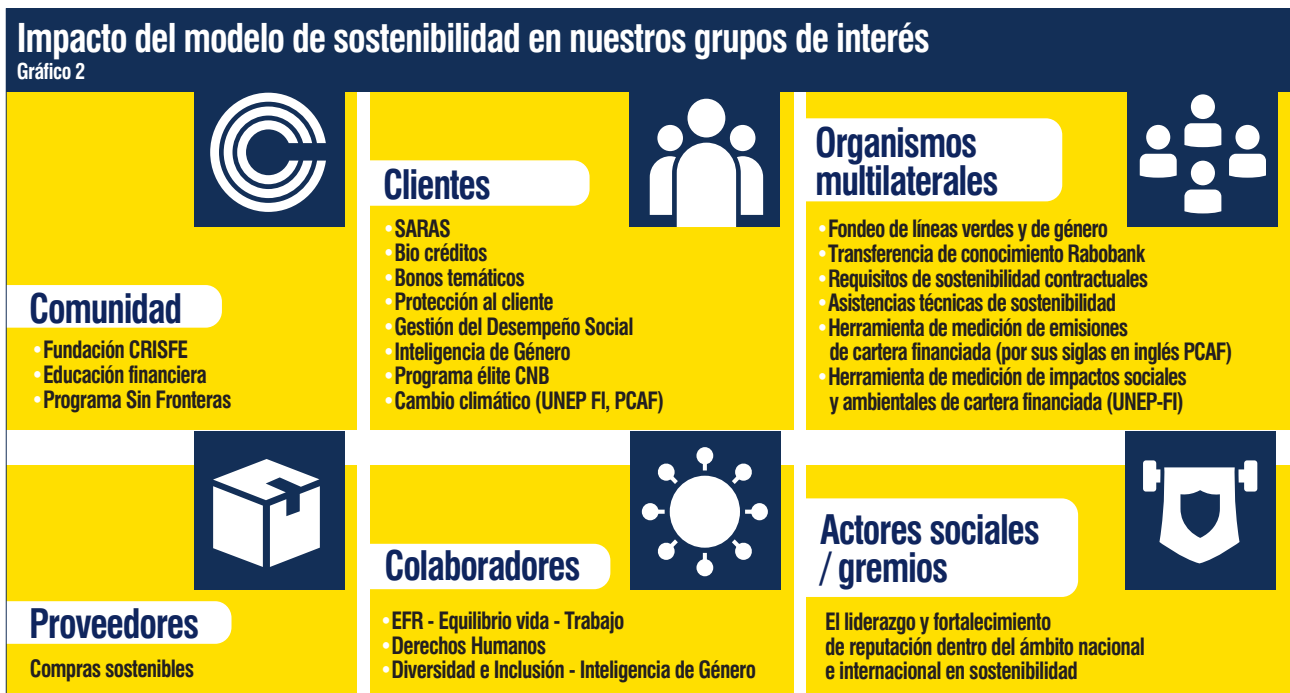 Impacto del modelo de sostenibilidad en nuestros grupos de interés
Gráfico 2
Comunidad
• Fundación CRISFE
• Educación financiera
• Programa Sin Fronteras
Clientes
• SARAS
• Bio créditos
• Bonos temáticos
• Protección al cliente
• Gestión del Desempeño Social
• Inteligencia de Género
• Programa élite CNB
• Cambio climático (UNEP FI, PCAF)
Organismos
multilaterales
• Fondeo de líneas verdes y de género
• Transferencia de conocimiento Rabobank
• Requisitos de sostenibilidad contractuales
• Asistencias técnicas de sostenibilidad
• Herramienta de medición de emisiones
de cartera financiada (por sus siglas en inglés PCAF)
• Herramienta de medición de impactos sociales
y ambientales de cartera financiada (UNEP-FI)
Proveedores
Compras sostenibles
Colaboradores
• EFR - Equilibrio vida - Trabajo
• Derechos Humanos
• Diversidad e Inclusión - Inteligencia de Género
Actores sociales
/ gremios
El liderazgo y fortalecimiento
de reputación dentro del ámbito nacional
e internacional en sostenibilidad